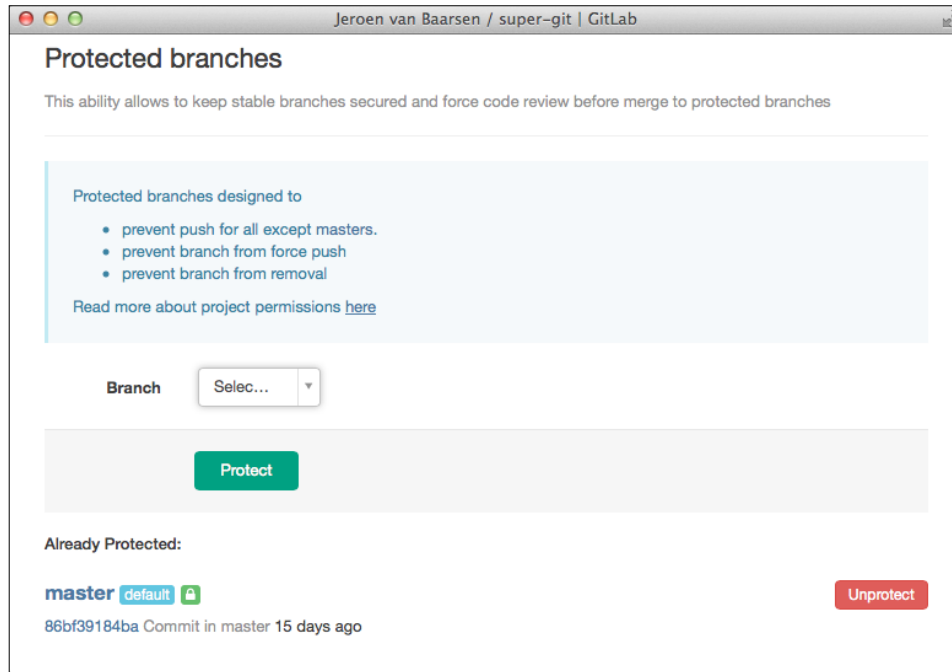 Jeroen van Baarsen / super-git | GitLab
Protected branches
This ability allows to keep stable branches secured and force code review before merge to protected branches
Protected branches designed to
• prevent push for all except masters.
• prevent branch from force push
• prevent branch from removal
Read more about project permissions here
Branch Selec...
Protect
Already Protected:
master default Unprotect
86bf39184ba Commit in master 15 days ago